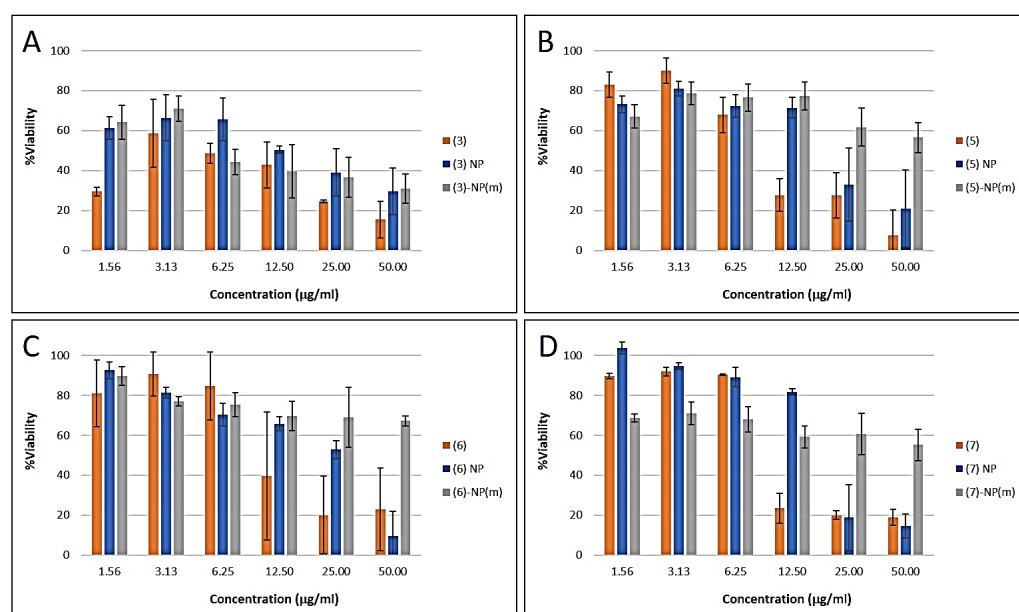 A
100
80
60
40
20
0
%Viability
(3)
(3) NP
(3)-NP(m)
1.56 3.13 6.25 12.50 25.00 50.00
Concentration (µg/ml)
B
100
80
60
40
20
0
%Viability
(5)
(5) NP
(5)-NP(m)
1.56 3.13 6.25 12.50 25.00 50.00
Concentration (µg/ml)
C
100
80
60
40
20
0
%Viability
(6)
(6) NP
(6)-NP(m)
1.56 3.13 6.25 12.50 25.00 50.00
Concentration (µg/ml)
D
100
80
60
40
20
0
%Viability
(7)
(7) NP
(7)-NP(m)
1.56 3.13 6.25 12.50 25.00 50.00
Concentration (µg/ml)